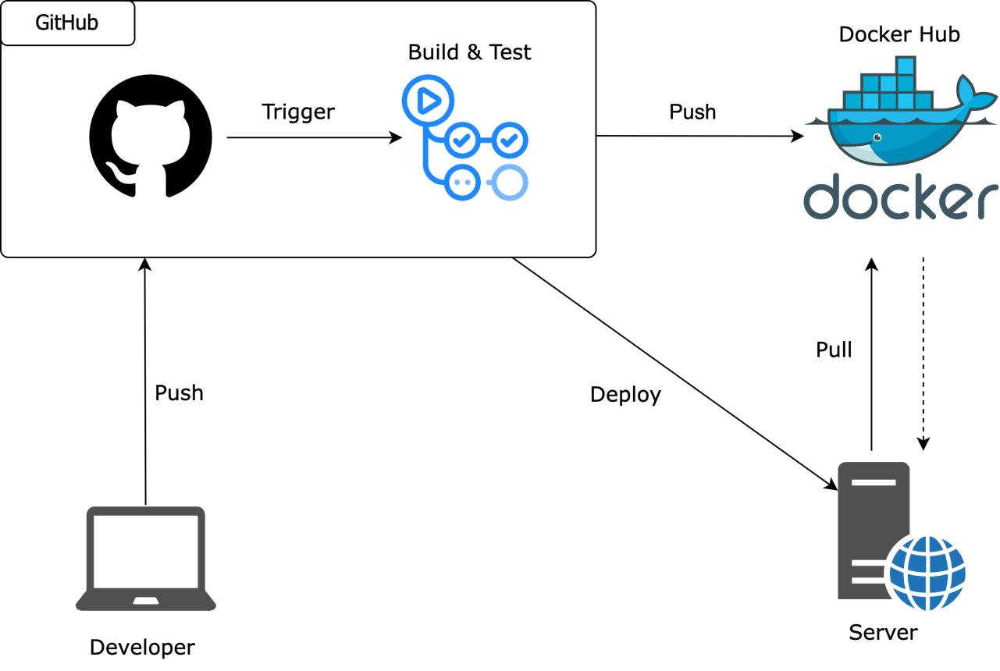 GitHub
Docker Hub
Build & Test
Trigger
Push
docker
Pull
Push
Deploy
Server
Developer